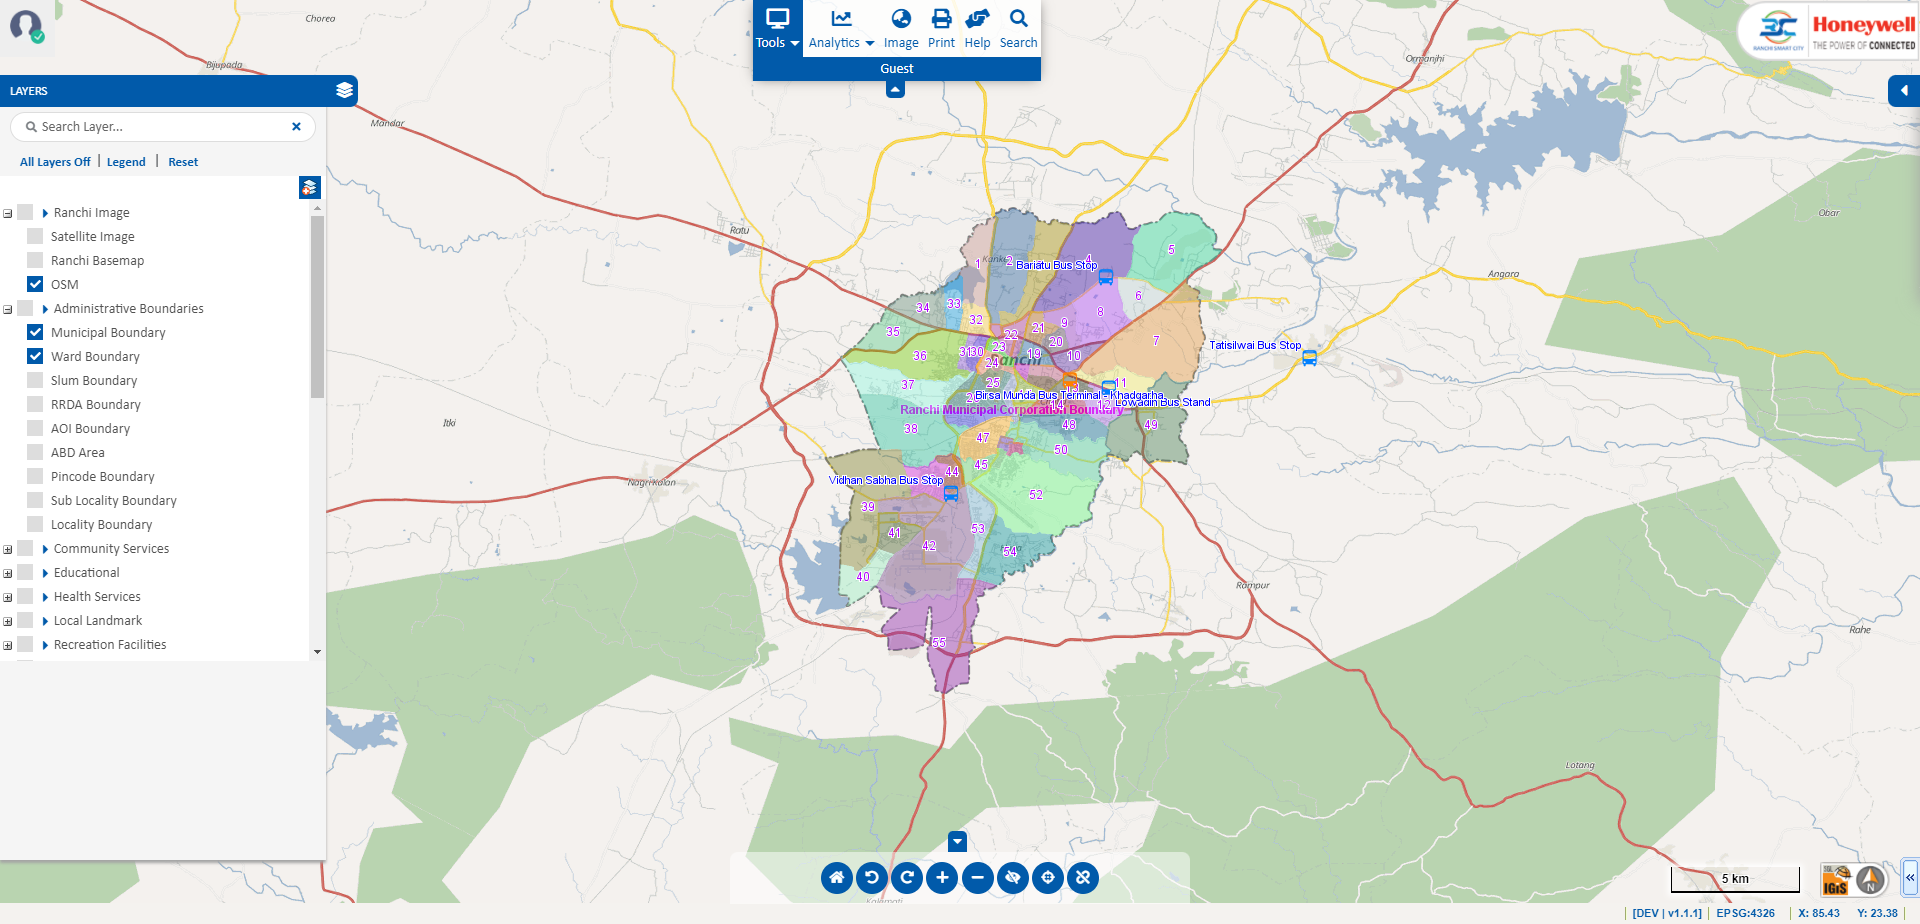 Chorea
Tools
Analytics
Image
Print
Help
Search
Guest
RANCHI SMART CITY
Honeywell
THE POWER OF CONNECTED
Bijupada
Ormanjhi
LAYERS
Search Layer...
Mandar
All Layers Off | Legend | Reset
Ranchi Image
Satellite Image
Ranchi Basemap
OSM
Administrative Boundaries
Municipal Boundary
Ward Boundary
Slum Boundary
RRDA Boundary
AOI Boundary
ABD Area
Pincode Boundary
Sub Locality Boundary
Locality Boundary
Community Services
Educational
Health Services
Local Landmark
Recreation Facilities
Obar
Ratu
Angara
Kanke
1
2
4
5
Bariatu Bus Stop
6
33
34
32
8
9
7
35
22
21
20
Tatisilwai Bus Stop
36
31
30
23
19
10
24
Ranchi
37
25
11
Birsa Munda Bus Terminal - Khadgarha
Lowadih Bus Stand
14
12
Ranchi Municipal Corporation Boundary
Itki
38
48
49
47
50
45
44
Nagri Kalan
Vidhan Sabha Bus Stop
52
39
41
53
42
54
40
Rampur
55
Rahe
Lotang
Kalamati
5 km
IGiS
N
[DEV | v1.1.1]
EPSG:4326
X: 85.43
Y: 23.38